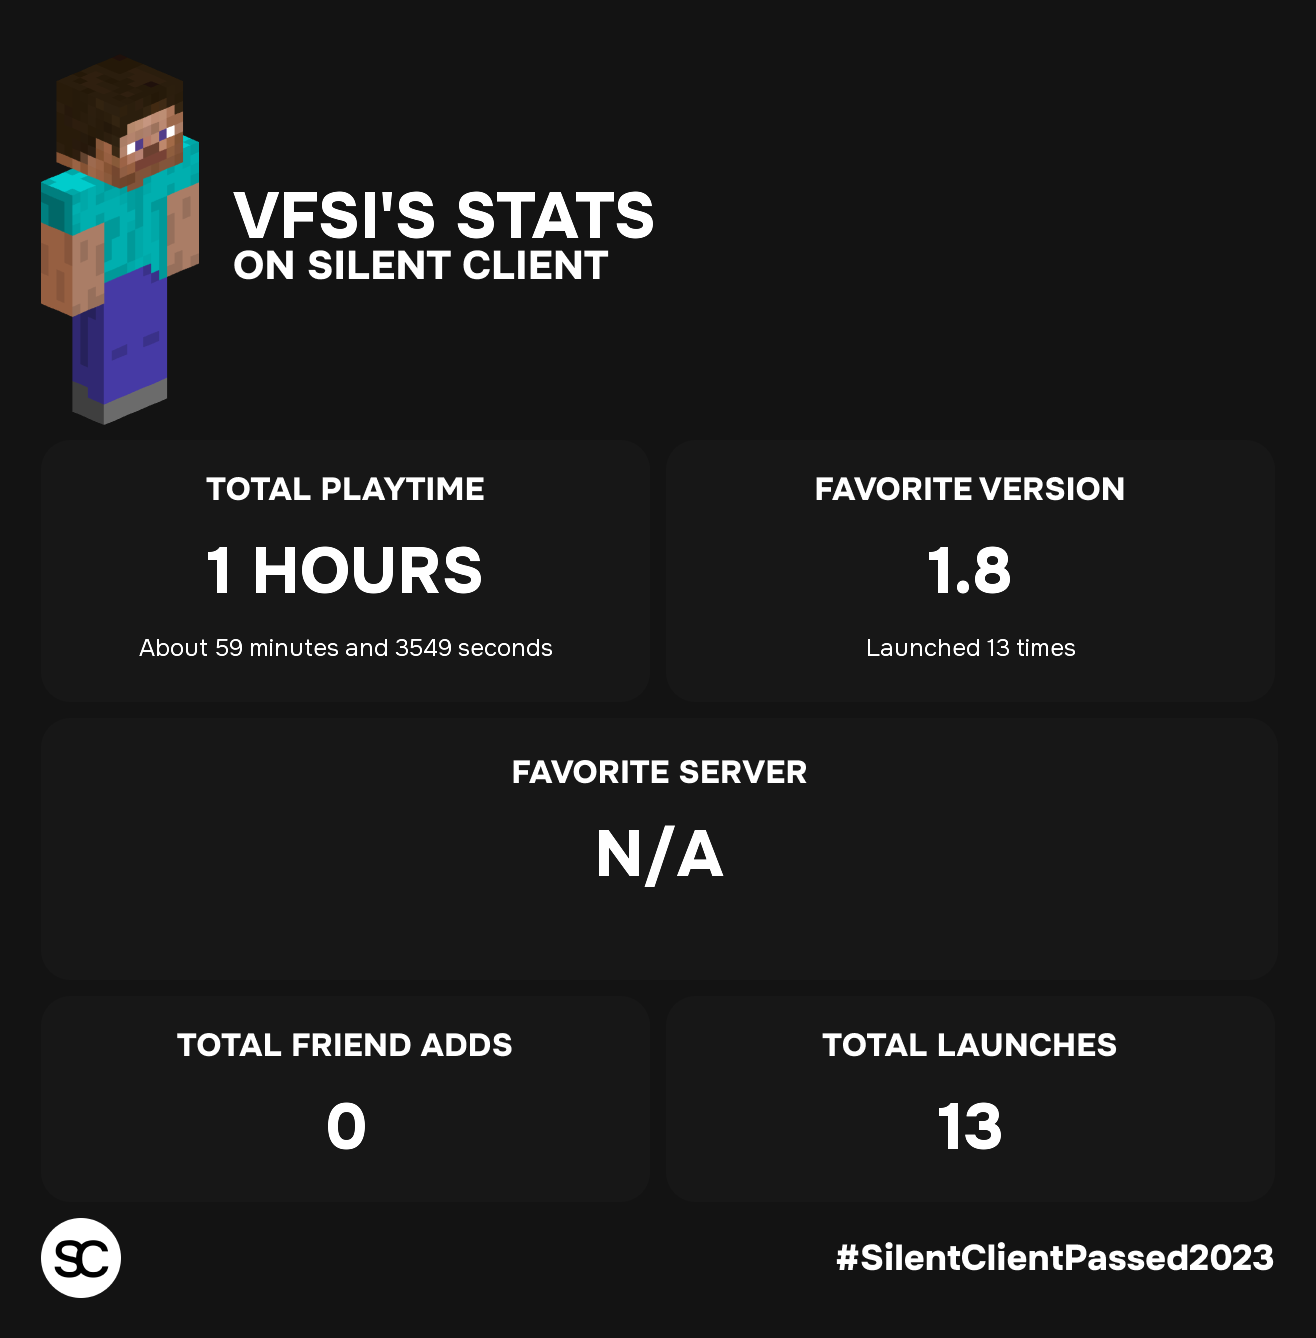 VFSI'S STATS
ON SILENT CLIENT
TOTAL PLAYTIME
1 HOURS
About 59 minutes and 3549 seconds
FAVORITE VERSION
1.8
Launched 13 times
FAVORITE SERVER
N/A
TOTAL FRIEND ADDS
0
TOTAL LAUNCHES
13
SC
#SilentClientPassed2023